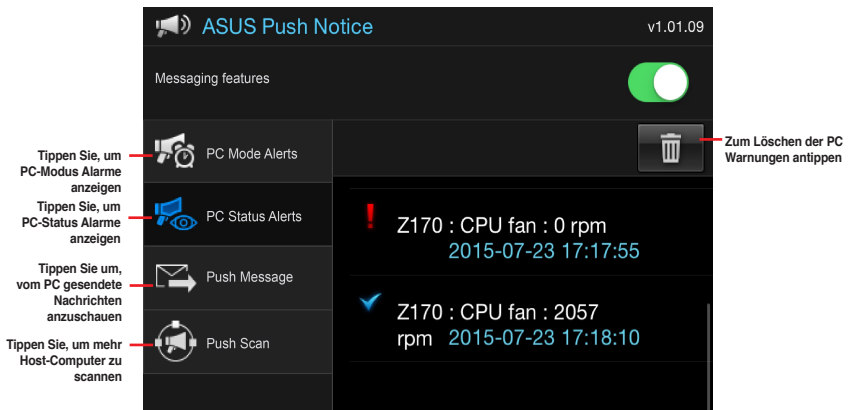 ASUS Push Notice
v1.01.09
Messaging features
Tippen Sie, um
PC-Modus Alarme
anzeigen
PC Mode Alerts
Zum Löschen der PC
Warnungen antippen
Tippen Sie, um
PC-Status Alarme
anzeigen
PC Status Alerts
Z170 : CPU fan : 0 rpm
2015-07-23 17:17:55
Tippen Sie um,
vom PC gesendete
Nachrichten
anzuschauen
Push Message
Z170 : CPU fan : 2057
rpm 2015-07-23 17:18:10
Tippen Sie, um mehr
Host-Computer zu
scannen
Push Scan